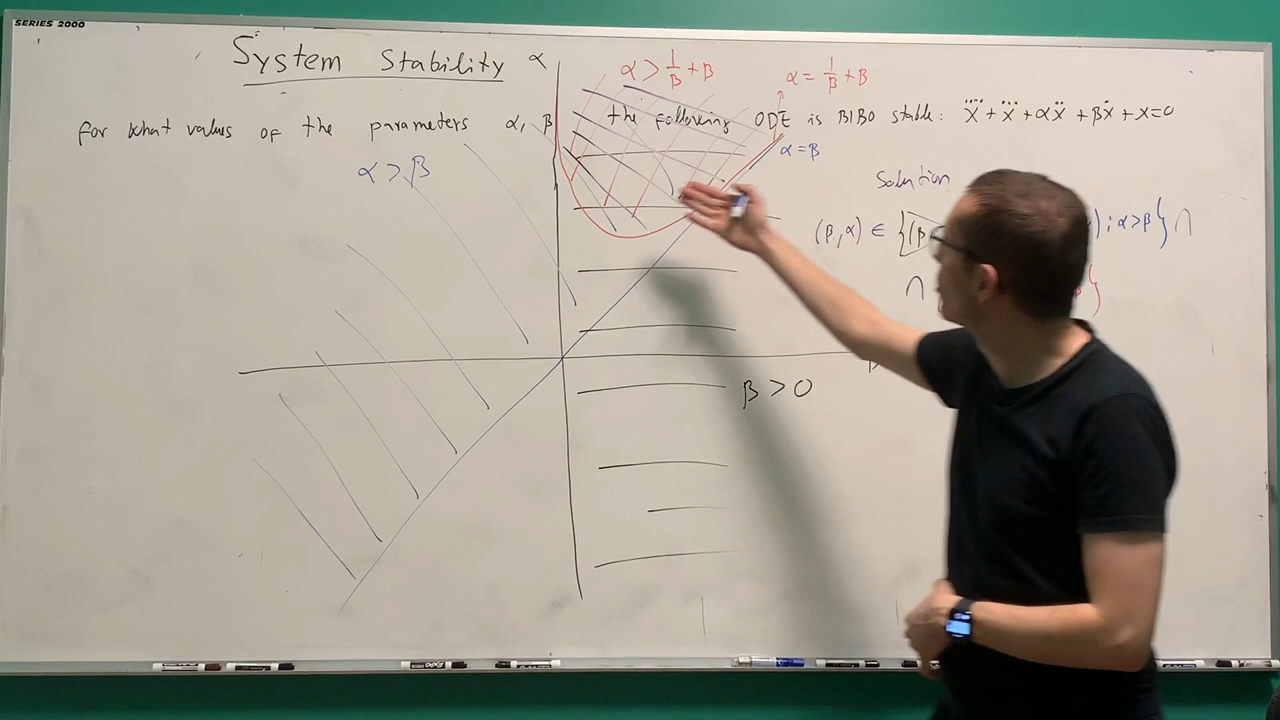 SERIES 2000
System Stability
α
α > 1/β + β
α = 1/β + β
For what values of the parameters α, β the following ODE is BIBO stable: x⃜ + x⃛ + αẍ + βẋ + x = 0
α > β
α = β
Solution
(β, α) ∈ {(β ) ; α > β} ∩
∩ }
β > 0